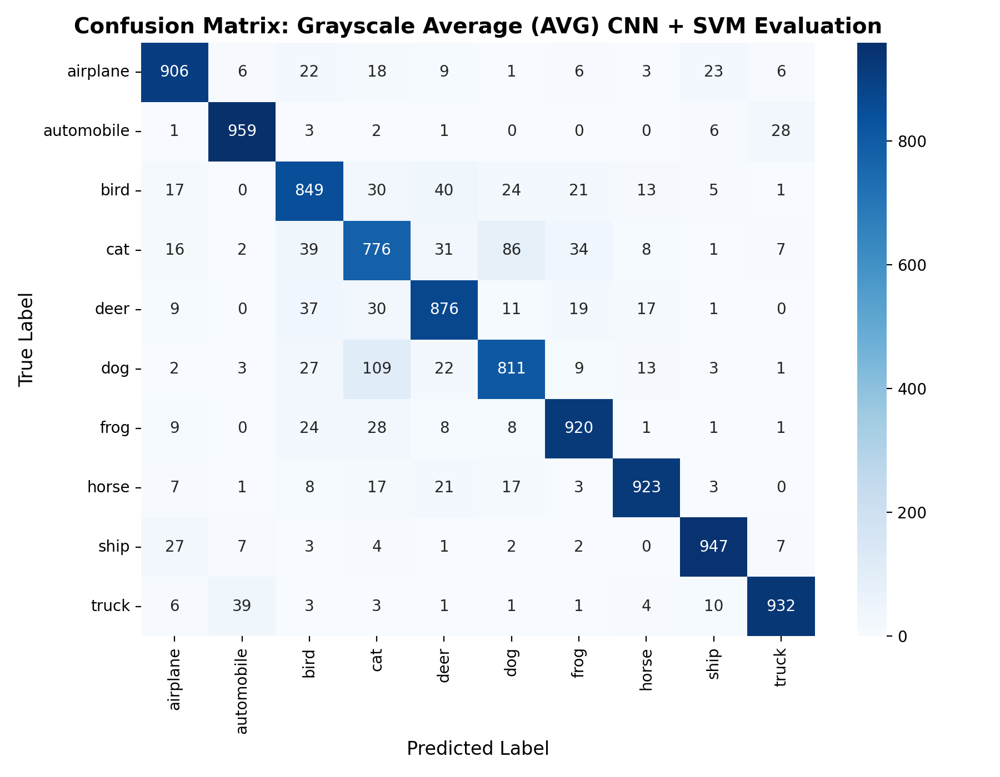 Confusion Matrix: Grayscale Average (AVG) CNN + SVM Evaluation
airplane 906 6 22 18 9 1 6 3 23 6
automobile 1 959 3 2 1 0 0 0 6 28
bird 17 0 849 30 40 24 21 13 5 1
cat 16 2 39 776 31 86 34 8 1 7
deer 9 0 37 30 876 11 19 17 1 0
dog 2 3 27 109 22 811 9 13 3 1
frog 9 0 24 28 8 8 920 1 1 1
horse 7 1 8 17 21 17 3 923 3 0
ship 27 7 3 4 1 2 2 0 947 7
truck 6 39 3 3 1 1 1 4 10 932
True Label
airplane automobile bird cat deer dog frog horse ship truck
Predicted Label
800
600
400
200
0